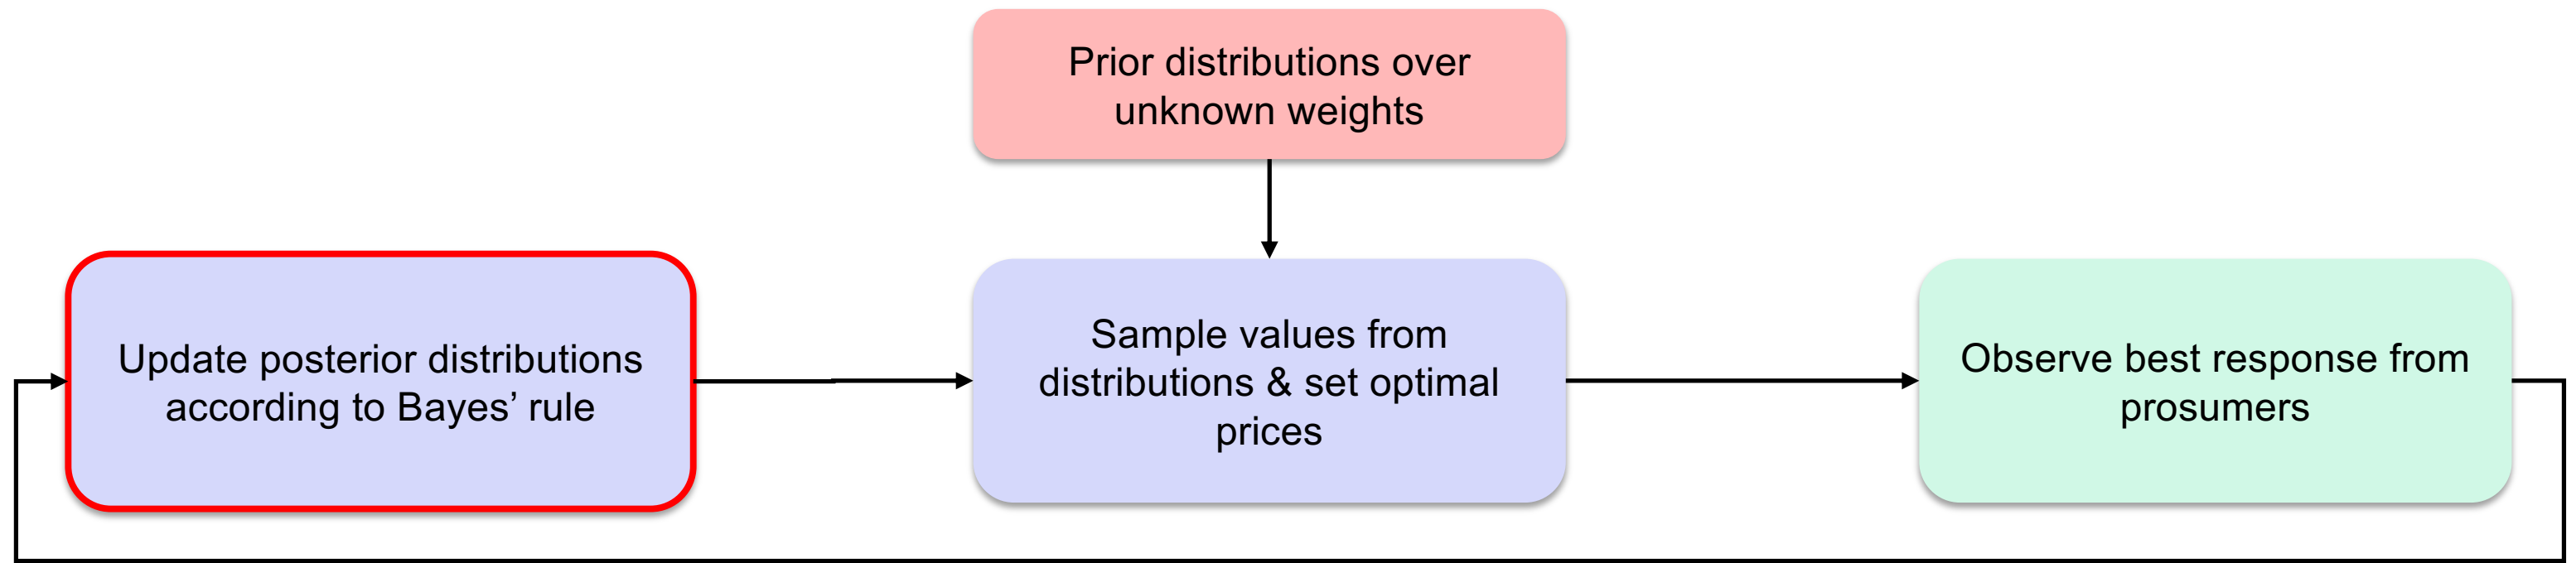 Prior distributions over
unknown weights
Update posterior distributions
according to Bayes’ rule
Sample values from
distributions & set optimal
prices
Observe best response from
prosumers